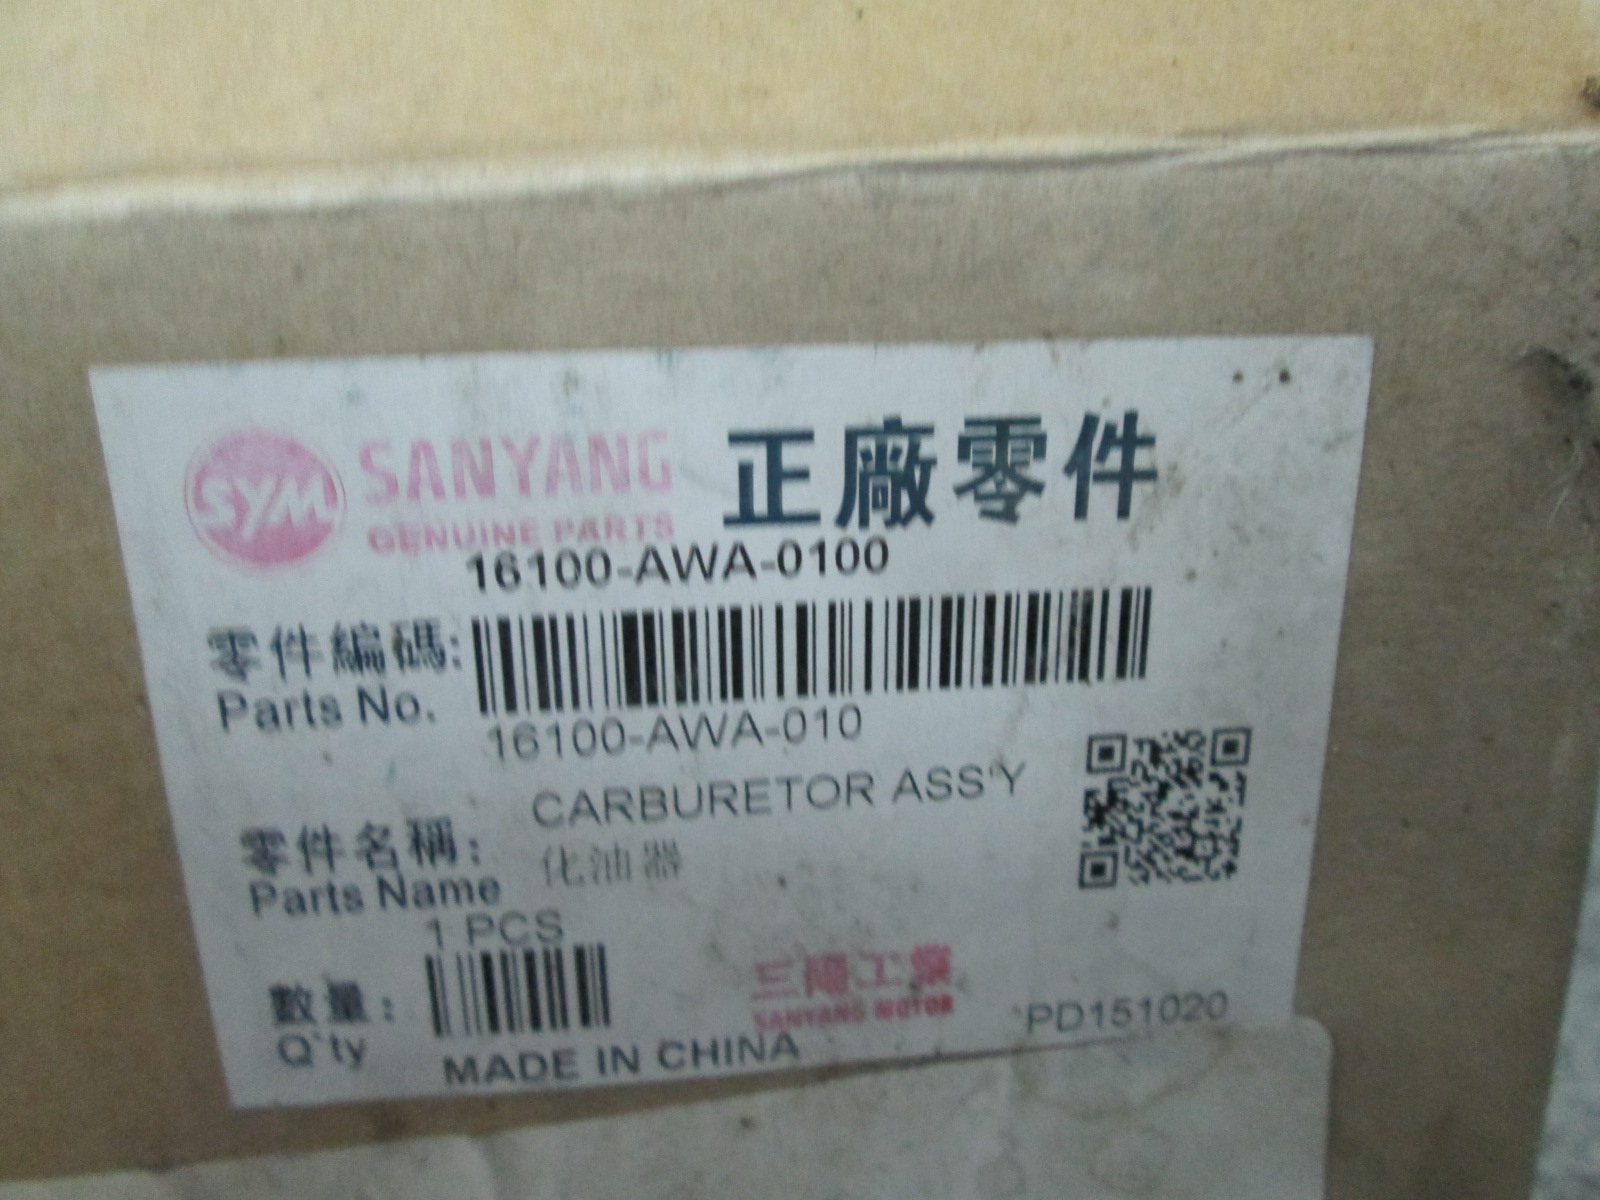 SYM SANYANG 正廠零件
GENUINE PARTS
16100-AWA-0100
零件編碼:
Parts No.
16100-AWA-010
CARBURETOR ASS'Y
零件名稱:
化油器
Parts Name
1 PCS
數量:
Q'ty
三陽工業
SANYANG MOTOR
PD151020
MADE IN CHINA